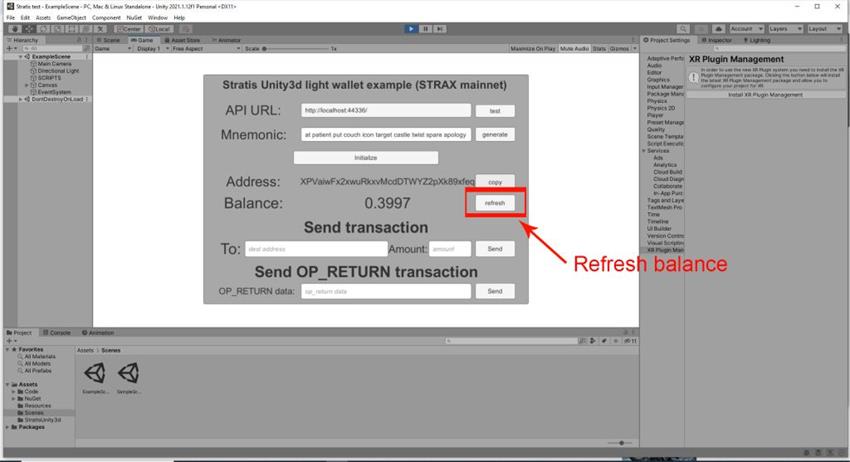 Stratis test - ExampleScene - PC, Mac & Linux Standalone - Unity 2021.1.12f1 Personal <DX11>
File Edit Assets GameObject Component NuGet Window Help
Center Local Account Layers Layout
Hierarchy
All
ExampleScene
Main Camera
Directional Light
SCRIPTS
Canvas
EventSystem
DontDestroyOnLoad
Scene Game Asset Store Animator
Game Display 1 Free Aspect Scale 1x Maximize On Play Mute Audio Stats Gizmos
Stratis Unity3d light wallet example (STRAX mainnet)
API URL: http://localhost:44336/ test
Mnemonic: at patient put couch icon target castle twist spare apology generate
Initialize
Address: XPVaiwFx2xwuRkxvMcdDTWYZ2pXk89xfeq copy
Balance: 0.3997 refresh
Send transaction
To: dest address Amount: amount Send
Send OP_RETURN transaction
OP_RETURN data: op_return data Send
Refresh balance
Project Settings Inspector Lighting
Adaptive Perfo
Audio
Editor
Graphics
Input Manager
Package Mana
Physics
Physics 2D
Player
Preset Manage
Quality
Scene Templa
Script Executio
Services
Ads
Analytics
Cloud Build
Cloud Diagn
Collaborate
In-App Purc
Tags and Laye
TextMesh Pro
Time
Timeline
UI Builder
Version Contro
Visual Scripting
XR Plugin Man
XR Plugin Management
In order to use the new XR Plugin system you need to install the XR
Plugin Management package. Clicking the button below will install
the latest XR Plugin Management package and allow you to
configure your project for XR.
Install XR Plugin Management
Project Console Animation
11
Favorites
All Materials
All Models
All Prefabs
Assets
Code
NuGet
Resources
Scenes
StratisUnity3d
Packages
Assets > Scenes
ExampleSc...
SampleSc...